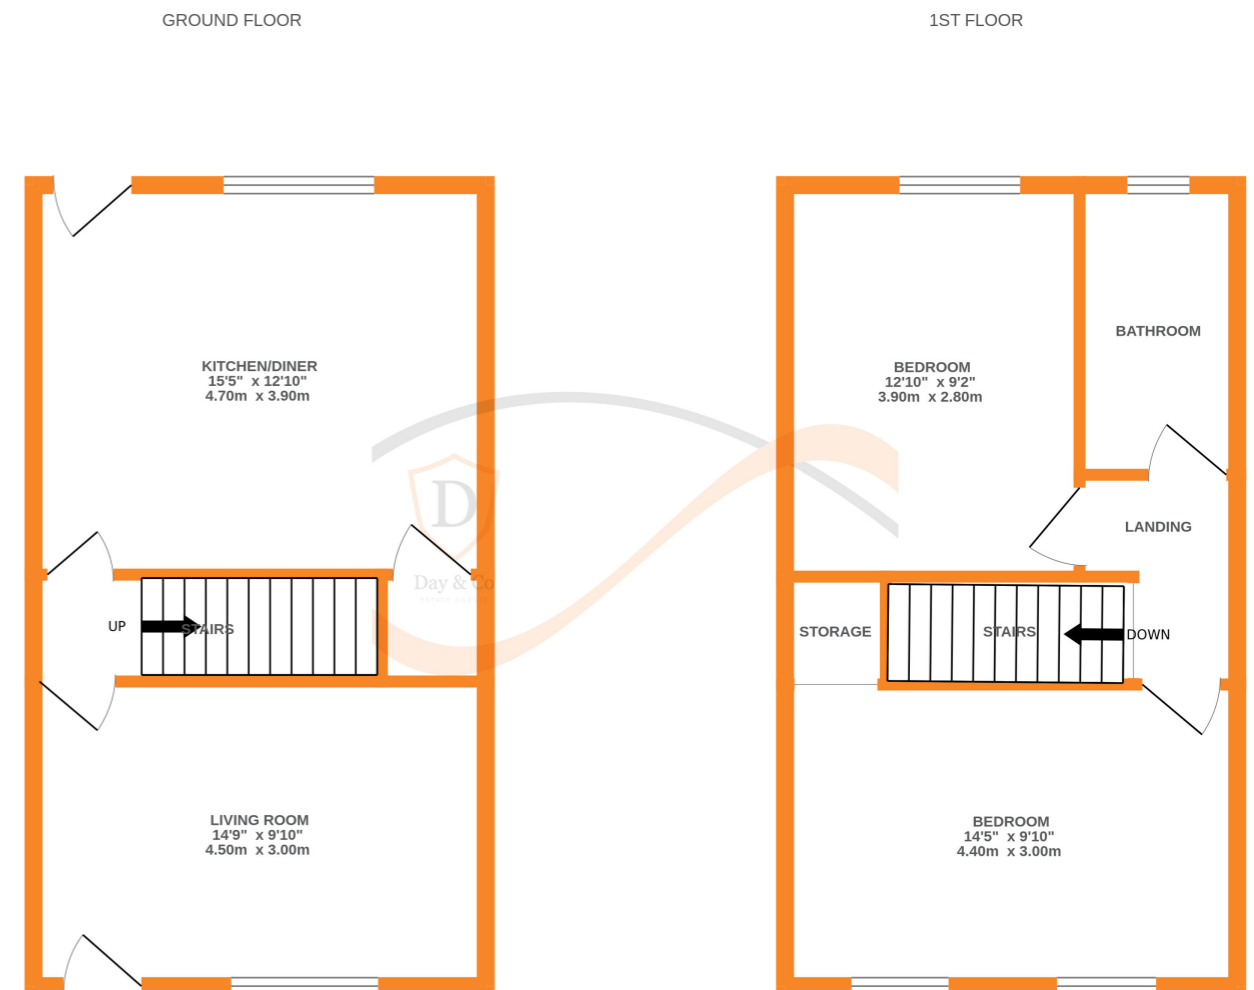 GROUND FLOOR
1ST FLOOR
KITCHEN/DINER
15'5" x 12'10"
4.70m x 3.90m
UP
STAIRS
LIVING ROOM
14'9" x 9'10"
4.50m x 3.00m
BEDROOM
12'10" x 9'2"
3.90m x 2.80m
BATHROOM
LANDING
STORAGE
STAIRS
DOWN
BEDROOM
14'5" x 9'10"
4.40m x 3.00m
D
Day & Co